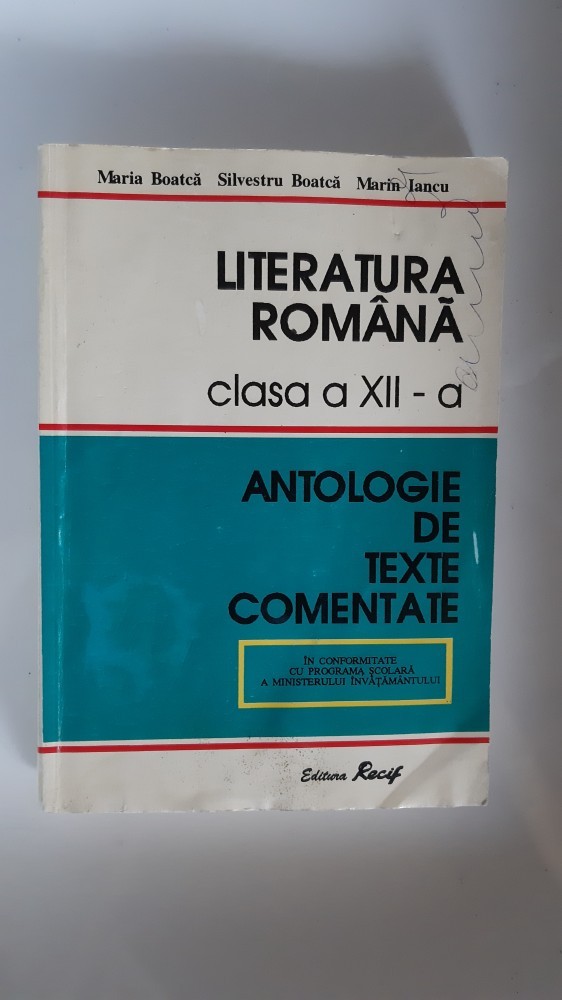 Maria Boatcă Silvestru Boatcă Marin Iancu
LITERATURA
ROMÂNĂ
clasa a XII - a
ANTOLOGIE
DE
TEXTE
COMENTATE
ÎN CONFORMITATE
CU PROGRAMA ȘCOLARĂ
A MINISTERULUI ÎNVĂȚĂMÂNTULUI
Editura Recif